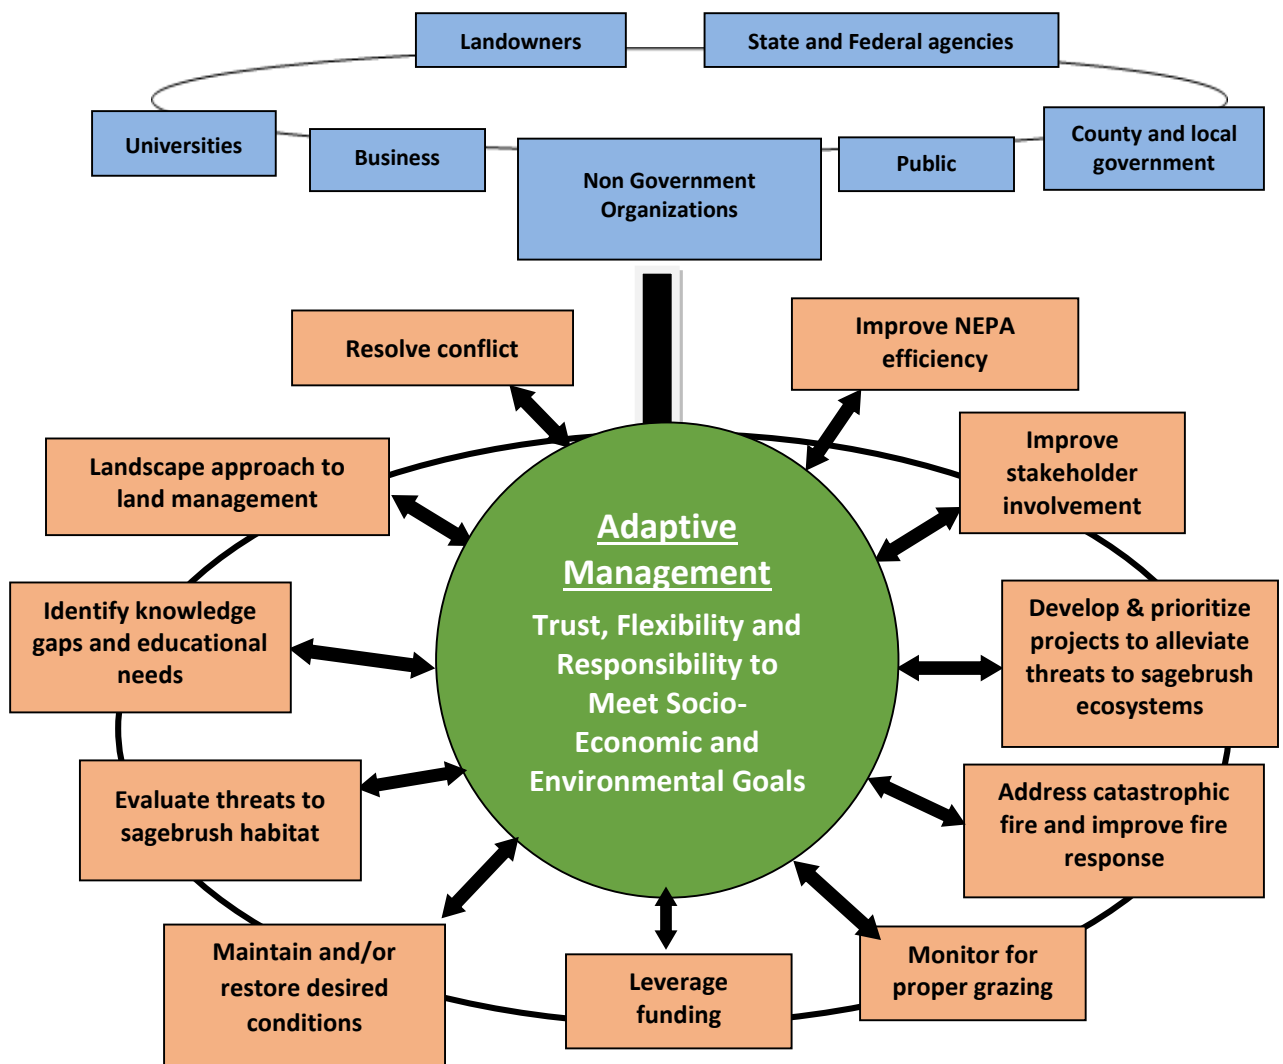 Landowners
State and Federal agencies
Universities
Business
Non Government
Organizations
Public
County and local
government
Resolve conflict
Improve NEPA
efficiency
Landscape approach to
land management
Improve
stakeholder
involvement
Adaptive
Management
Trust, Flexibility and
Responsibility to
Meet Socio-
Economic and
Environmental Goals
Identify knowledge
gaps and educational
needs
Develop & prioritize
projects to alleviate
threats to sagebrush
ecosystems
Evaluate threats to
sagebrush habitat
Address catastrophic
fire and improve fire
response
Maintain and/or
restore desired
conditions
Leverage
funding
Monitor for
proper grazing